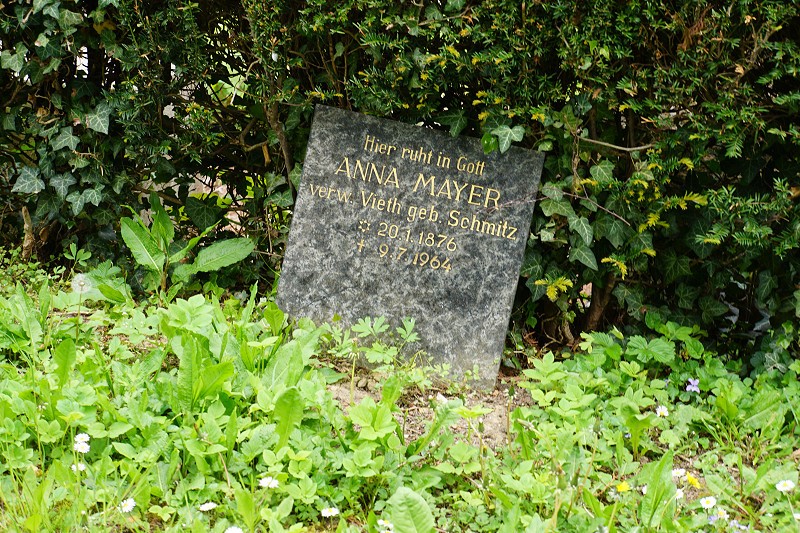 Hier ruht in Gott
ANNA MAYER
verw. Vieth geb. Schmitz
* 20.1.1876
† 9.7.1964